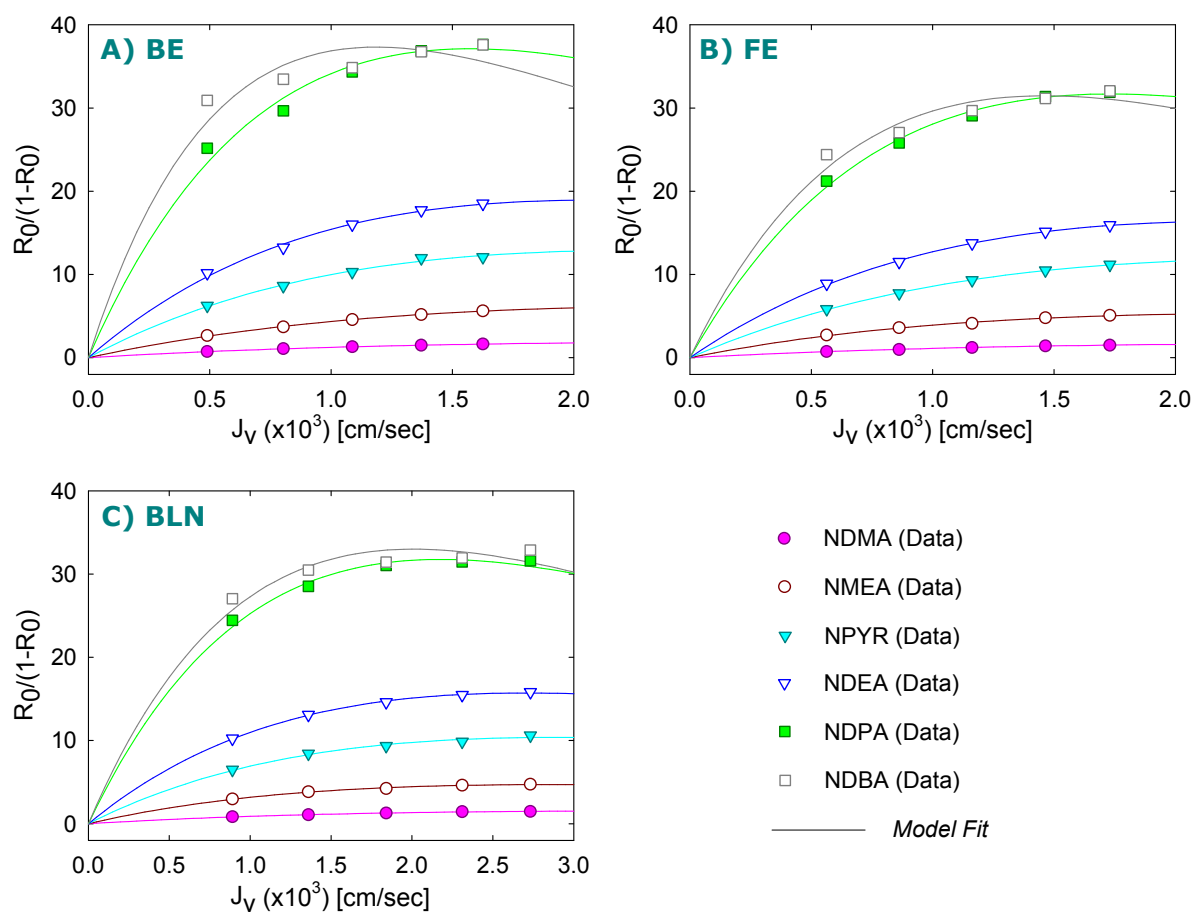 A) BE
R0/(1-R0)
40
30
20
10
0
0.0 0.5 1.0 1.5 2.0
Jv (x10³) [cm/sec]
B) FE
R0/(1-R0)
40
30
20
10
0
0.0 0.5 1.0 1.5 2.0
Jv (x10³) [cm/sec]
C) BLN
R0/(1-R0)
40
30
20
10
0
0.0 0.5 1.0 1.5 2.0 2.5 3.0
Jv (x10³) [cm/sec]
NDMA (Data)
NMEA (Data)
NPYR (Data)
NDEA (Data)
NDPA (Data)
NDBA (Data)
Model Fit